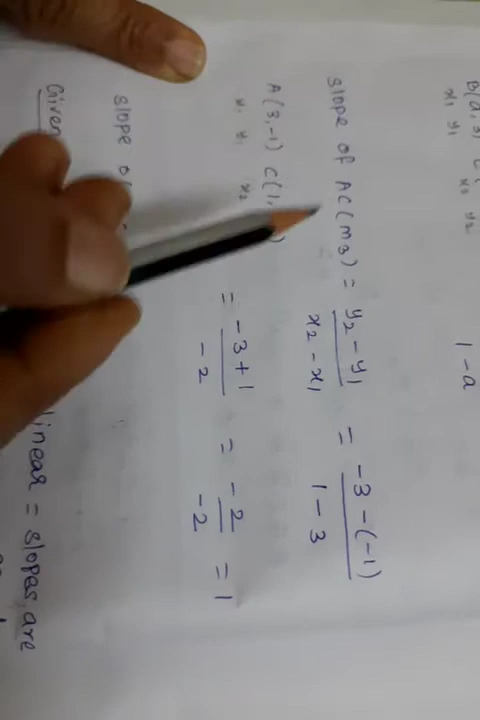 B(a,
x₁ y₁ x₂ y₂ 1 - a
slope of AC(m₃) = y₂ - y₁ / x₂ - x₁ = -3 - (-1) / 1 - 3
A(3,-1) C(1,
x₁ y₁ x₂ = -3 + 1 / -2 = -2 / -2 = 1
slope
Given linear = slopes are